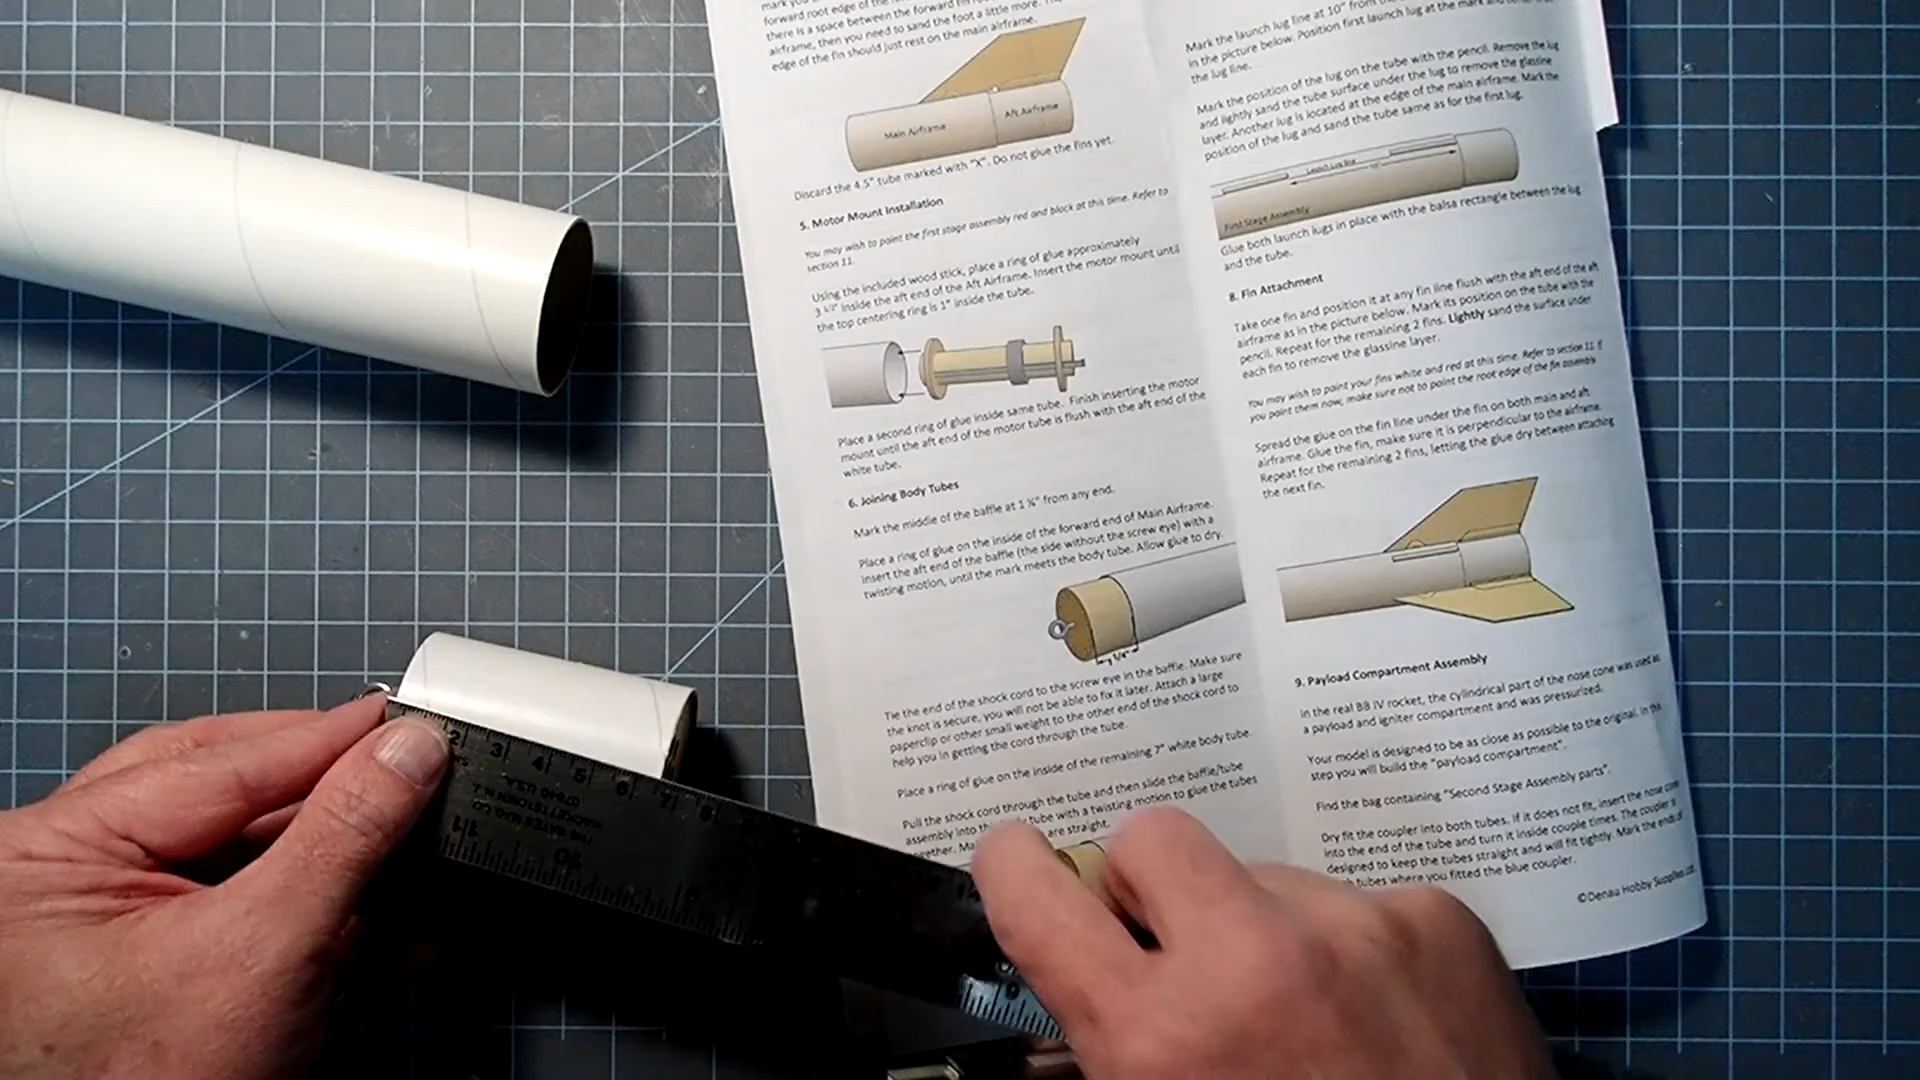 forward root edge of the
there is a space between the forward fin
airframe, then you need to sand the foot a little more.
edge of the fin should just rest on the main airframe.
Main Airframe
Aft Airframe
Discard the 4.5" tube marked with "X". Do not glue the fins yet.
5. Motor Mount Installation
You may wish to paint the first stage assembly red and black at this time. Refer to
section 11.
Using the included wood stick, place a ring of glue approximately
3 1/2" inside the aft end of the Aft Airframe. Insert the motor mount until
the top centering ring is 1" inside the tube.
Place a second ring of glue inside same tube. Finish inserting the motor
mount until the aft end of the motor tube is flush with the aft end of the
white tube.
6. Joining Body Tubes
Mark the middle of the baffle at 1 ¼" from any end.
Place a ring of glue on the inside of the forward end of Main Airframe.
Insert the aft end of the baffle (the side without the screw eye) with a
twisting motion, until the mark meets the body tube. Allow glue to dry.
Tie the end of the shock cord to the screw eye in the baffle. Make sure
the knot is secure, you will not be able to fix it later. Attach a large
paperclip or other small weight to the other end of the shock cord to
help you in getting the cord through the tube.
Place a ring of glue on the inside of the remaining 7" white body tube.
Pull the shock cord through the tube and then slide the baffle/tube
assembly into tube with a twisting motion to glue the tubes
are straight.
Mark the launch lug line at 10" from
in the picture below. Position first launch lug at the mark and
the lug line.
Mark the position of the lug on the tube with the pencil. Remove the lug
and lightly sand the tube surface under the lug to remove the glassine
layer. Another lug is located at the edge of the main airframe. Mark the
position of the lug and sand the tube same as for the first lug.
Launch Lug line
First Stage Assembly
Glue both launch lugs in place with the balsa rectangle between the lug
and the tube.
8. Fin Attachment
Take one fin and position it at any fin line flush with the aft end of the aft
airframe as in the picture below. Mark its position on the tube with the
pencil. Repeat for the remaining 2 fins. Lightly sand the surface under
each fin to remove the glassine layer.
You may wish to paint your fins white and red at this time. Refer to section 11. If
you paint them now, make sure not to paint the root edge of the fin assembly.
Spread the glue on the fin line under the fin on both main and aft
airframe. Glue the fin, make sure it is perpendicular to the airframe.
Repeat for the remaining 2 fins, letting the glue dry between attaching
the next fin.
9. Payload Compartment Assembly
In the real BB IV rocket, the cylindrical part of the nose cone was used as
a payload and igniter compartment and was pressurized.
Your model is designed to be as close as possible to the original. In this
step you will build the "payload compartment".
Find the bag containing "Second Stage Assembly parts".
Dry fit the coupler into both tubes. If it does not fit, insert the nose cone
into the end of the tube and turn it inside couple times. The coupler is
designed to keep the tubes straight and will fit tightly. Mark the ends of
tubes where you fitted the blue coupler.
©Denau Hobby Supplies
2 3 4 5 6 7 8
THE GAERTNER CO.
07840 U.S.A.
11 10
9